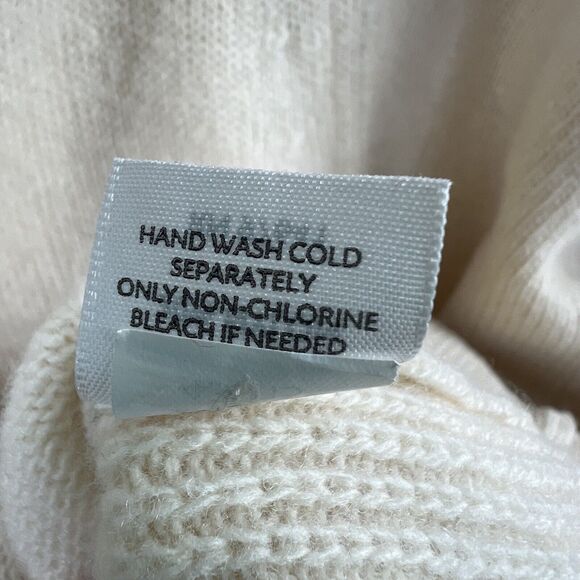 HAND WASH COLD
SEPARATELY
ONLY NON-CHLORINE
BLEACH IF NEEDED